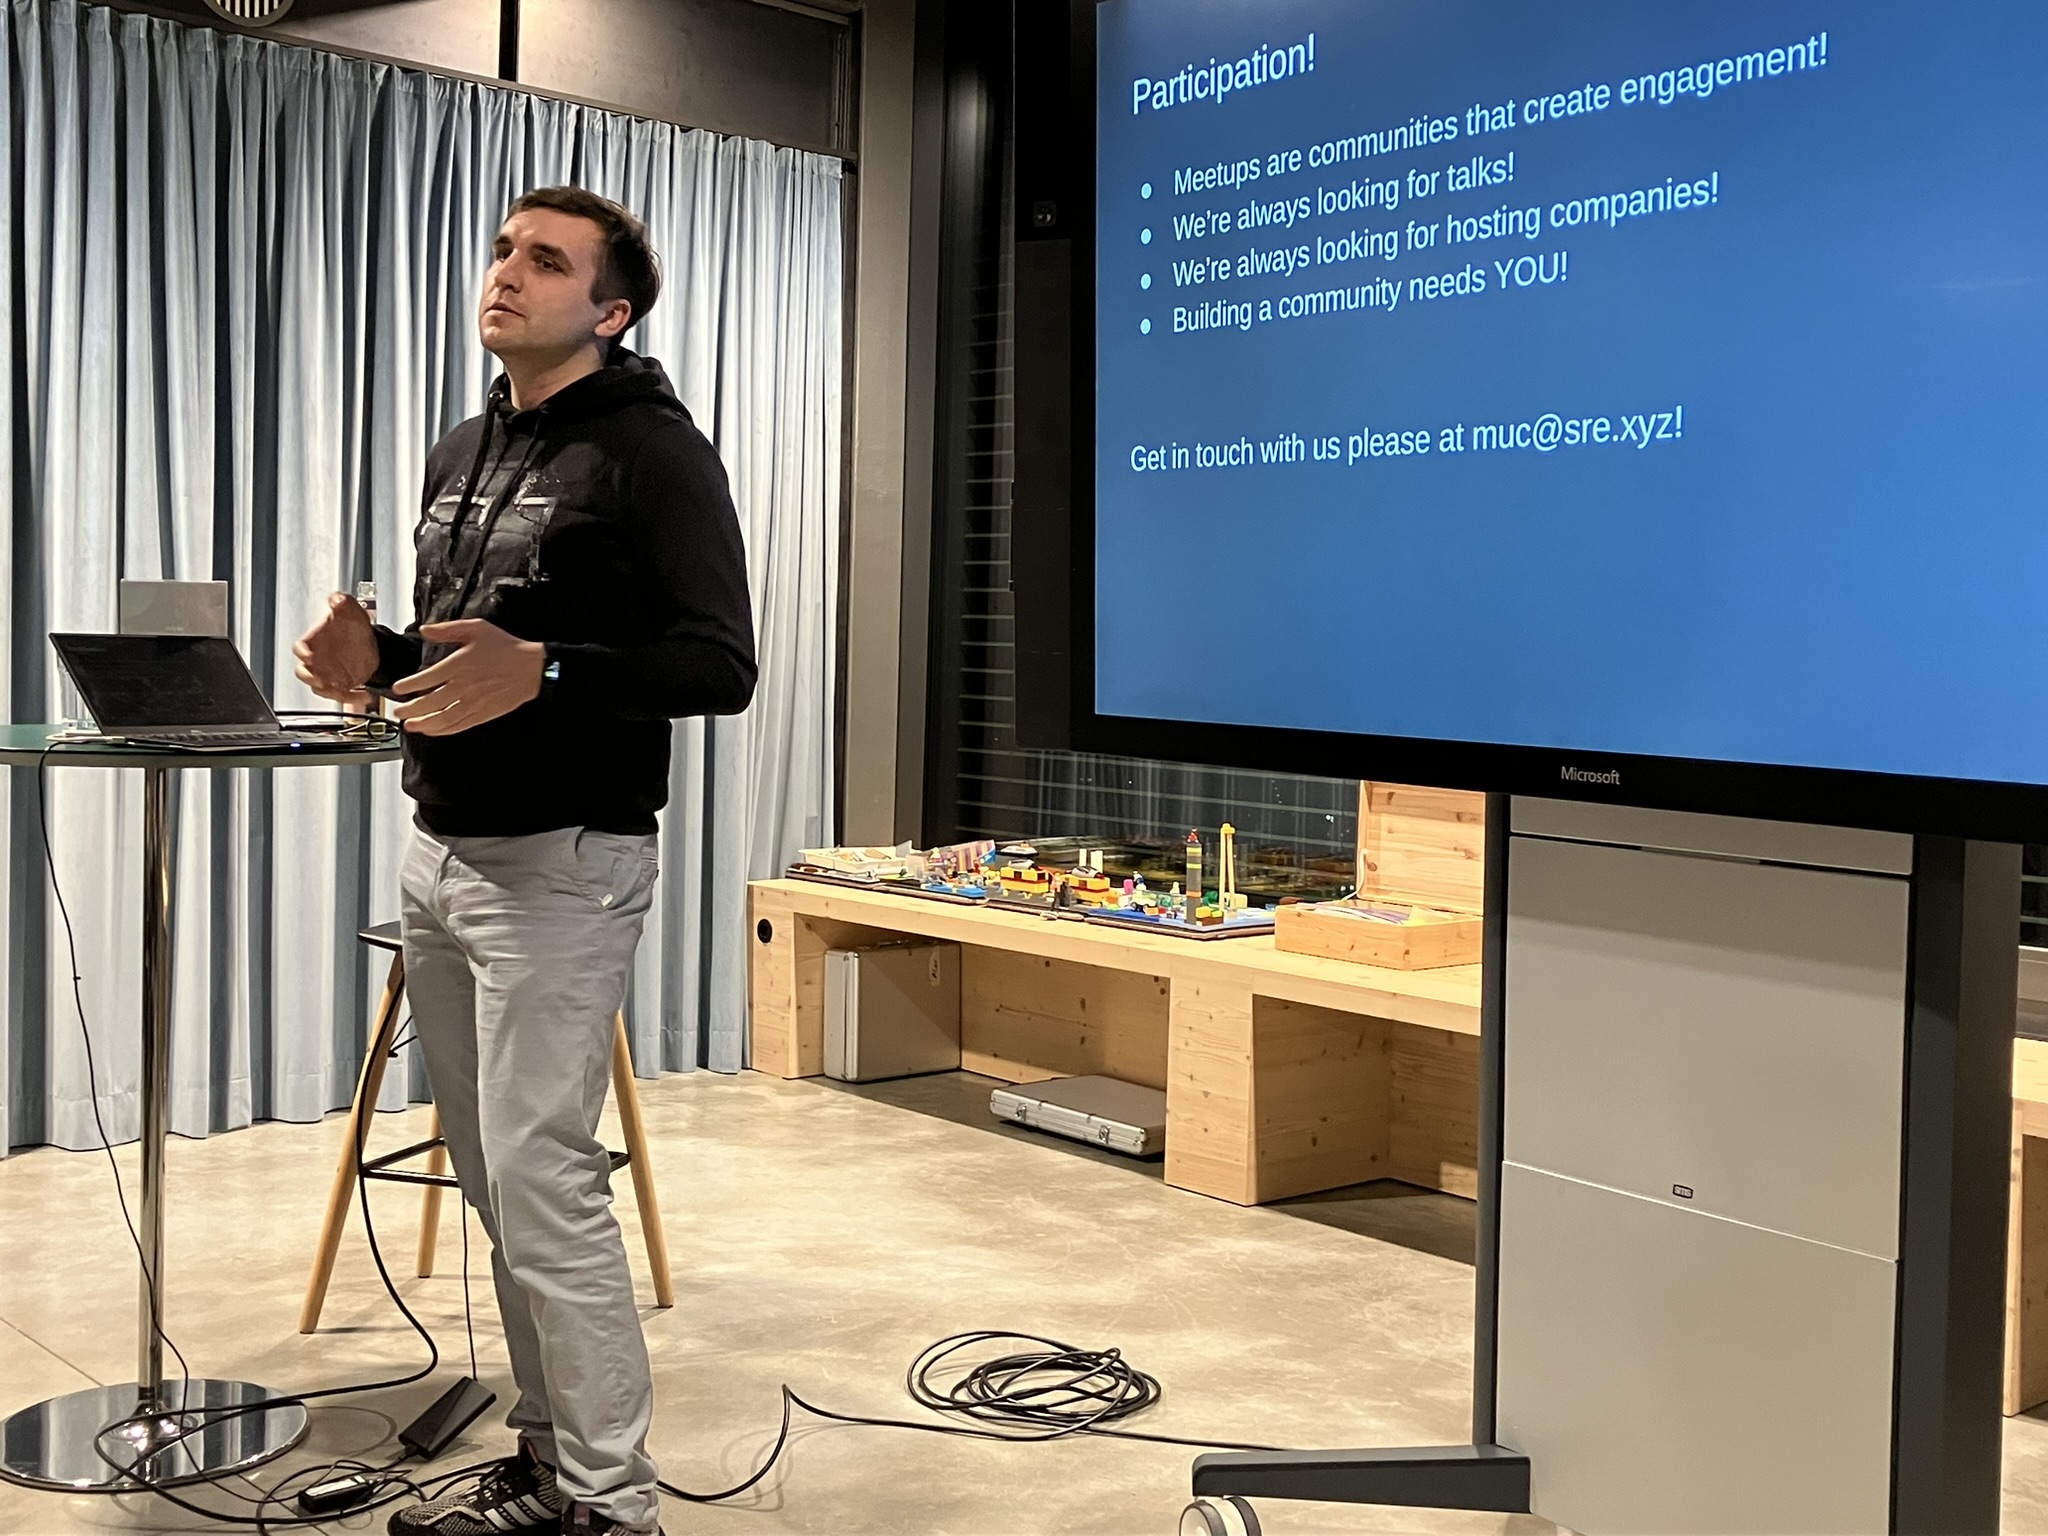 Participation!
● Meetups are communities that create engagement!
● We're always looking for talks!
● We're always looking for hosting companies!
● Building a community needs YOU!
Get in touch with us please at muc@sre.xyz!
Microsoft
sms